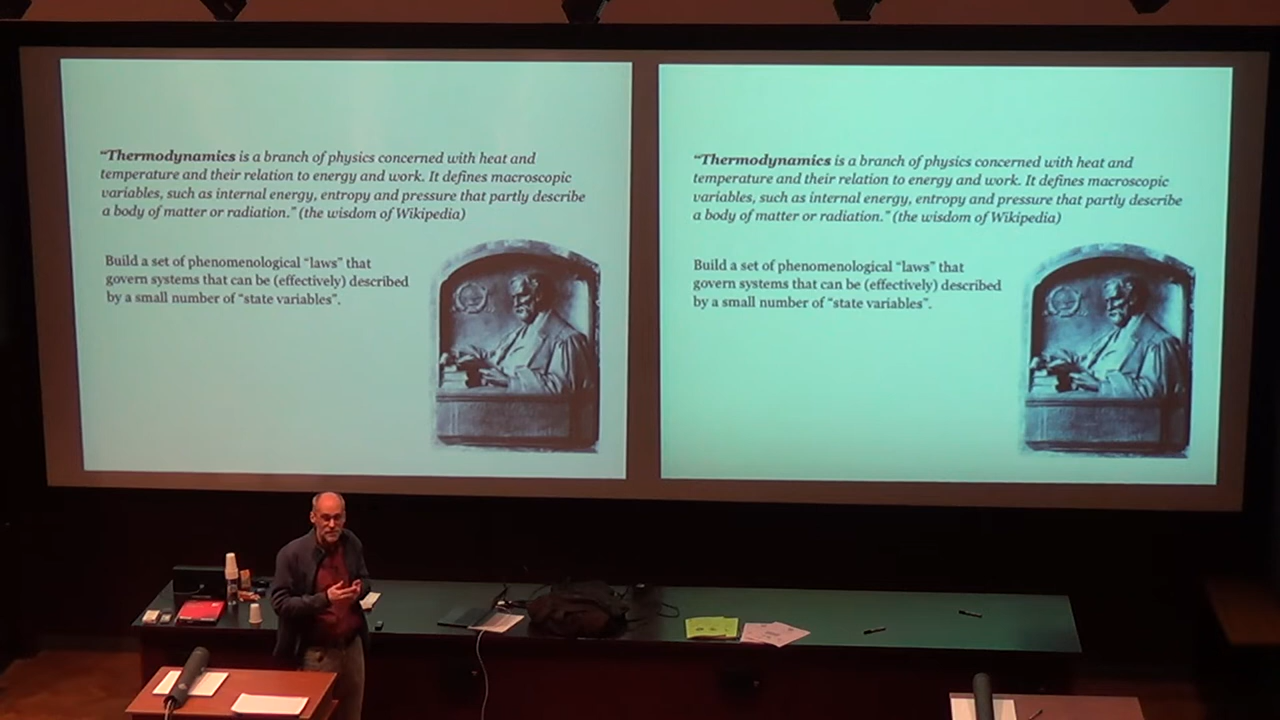 “Thermodynamics is a branch of physics concerned with heat and
temperature and their relation to energy and work. It defines macroscopic
variables, such as internal energy, entropy and pressure that partly describe
a body of matter or radiation.” (the wisdom of Wikipedia)
Build a set of phenomenological “laws” that
govern systems that can be (effectively) described
by a small number of “state variables”.
“Thermodynamics is a branch of physics concerned with heat and
temperature and their relation to energy and work. It defines macroscopic
variables, such as internal energy, entropy and pressure that partly describe
a body of matter or radiation.” (the wisdom of Wikipedia)
Build a set of phenomenological “laws” that
govern systems that can be (effectively) described
by a small number of “state variables”.